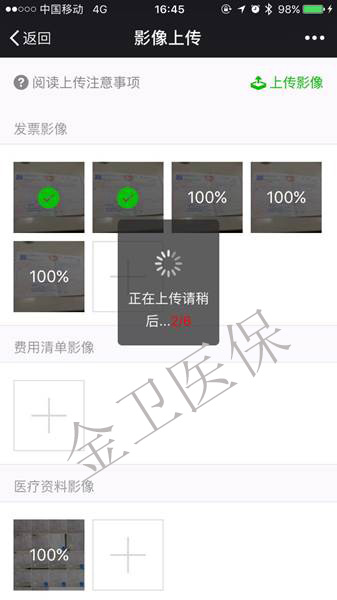 中国移动 4G 16:45 98%
返回 影像上传
阅读上传注意事项 上传影像
发票影像
100% 100%
100%
正在上传请稍
后...2/6
费用清单影像
医疗资料影像
100%
金卫医保